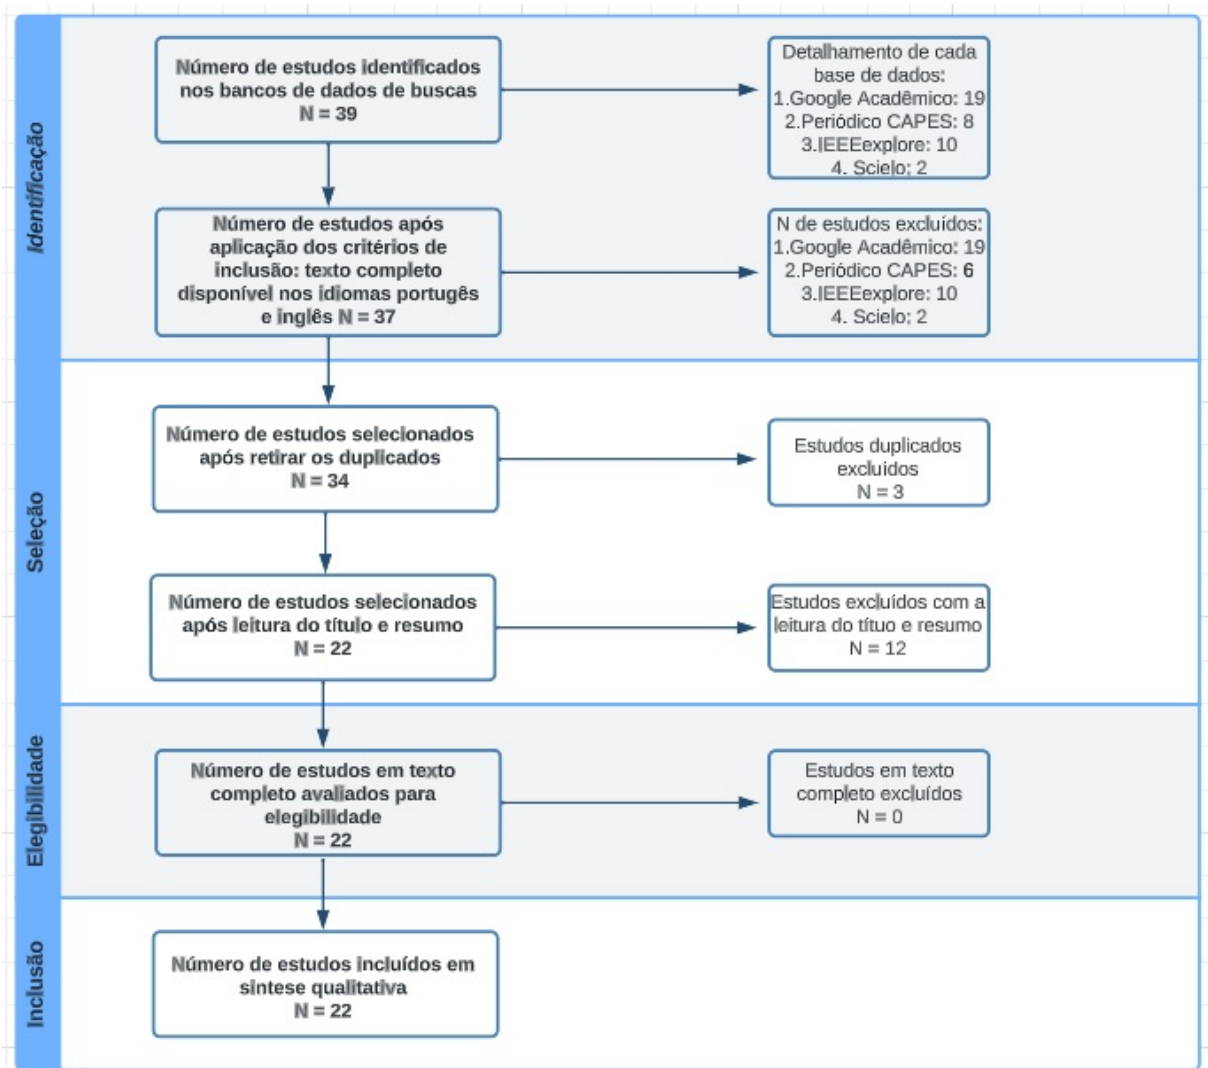 Identificação
Número de estudos identificados
nos bancos de dados de buscas
N = 39
Detalhamento de cada
base de dados:
1.Google Acadêmico: 19
2.Periódico CAPES: 8
3.IEEEexplore: 10
4. Scielo: 2
Número de estudos após
aplicação dos critérios de
inclusão: texto completo
disponível nos idiomas portugês
e inglês N = 37
N de estudos excluídos:
1.Google Acadêmico: 19
2.Periódico CAPES: 6
3.IEEEexplore: 10
4. Scielo: 2
Seleção
Número de estudos selecionados
após retirar os duplicados
N = 34
Estudos duplicados
excluidos
N = 3
Número de estudos selecionados
após leitura do título e resumo
N = 22
Estudos excluídos com a
leitura do títuo e resumo
N = 12
Elegibilidade
Número de estudos em texto
completo avaliados para
elegibilidade
N = 22
Estudos em texto
completo excluídos
N = 0
Inclusão
Número de estudos incluídos em
sintese qualitativa
N = 22